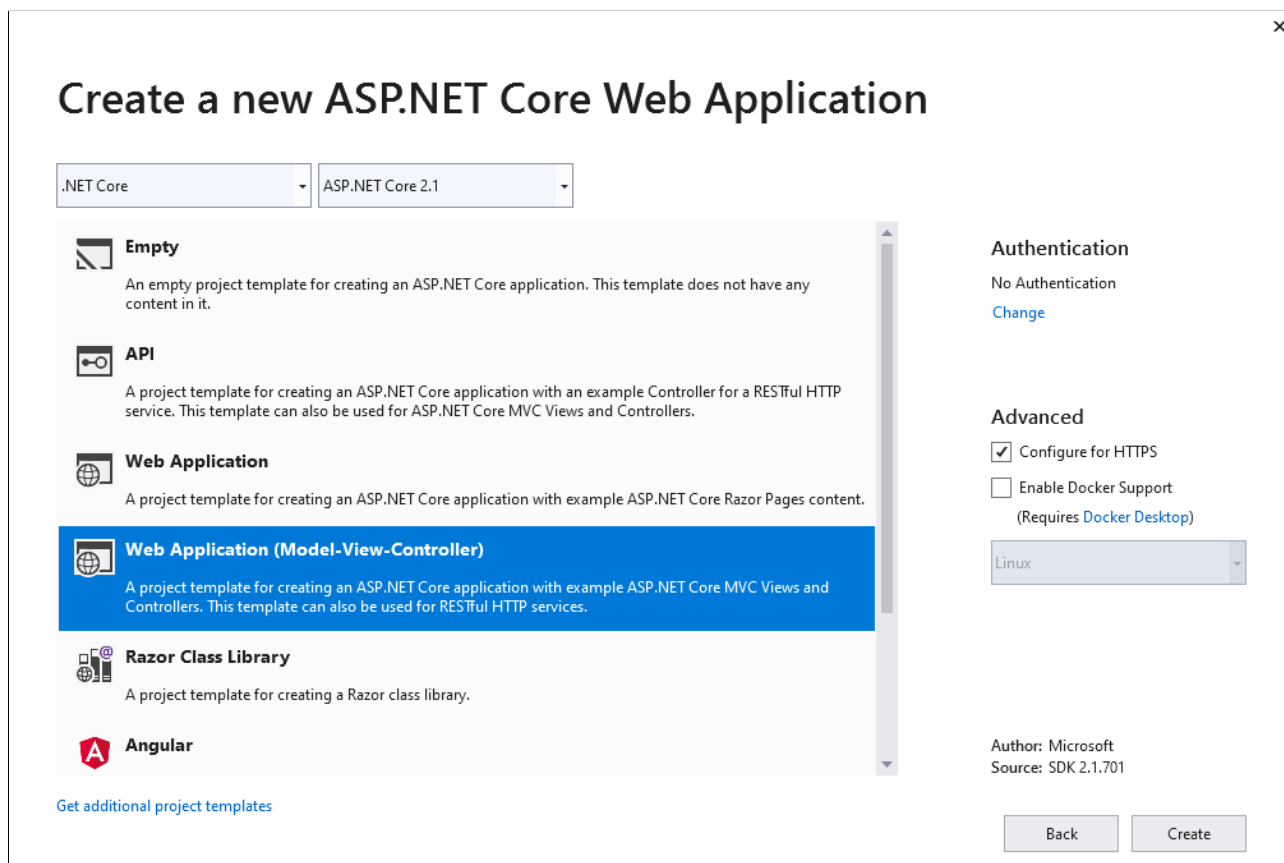 Create a new ASP.NET Core Web Application
.NET Core
ASP.NET Core 2.1
Empty
An empty project template for creating an ASP.NET Core application. This template does not have any
content in it.
API
A project template for creating an ASP.NET Core application with an example Controller for a RESTful HTTP
service. This template can also be used for ASP.NET Core MVC Views and Controllers.
Web Application
A project template for creating an ASP.NET Core application with example ASP.NET Core Razor Pages content.
Web Application (Model-View-Controller)
A project template for creating an ASP.NET Core application with example ASP.NET Core MVC Views and
Controllers. This template can also be used for RESTful HTTP services.
Razor Class Library
A project template for creating a Razor class library.
Angular
Get additional project templates
Authentication
No Authentication
Change
Advanced
Configure for HTTPS
Enable Docker Support
(Requires Docker Desktop)
Linux
Author: Microsoft
Source: SDK 2.1.701
Back
Create